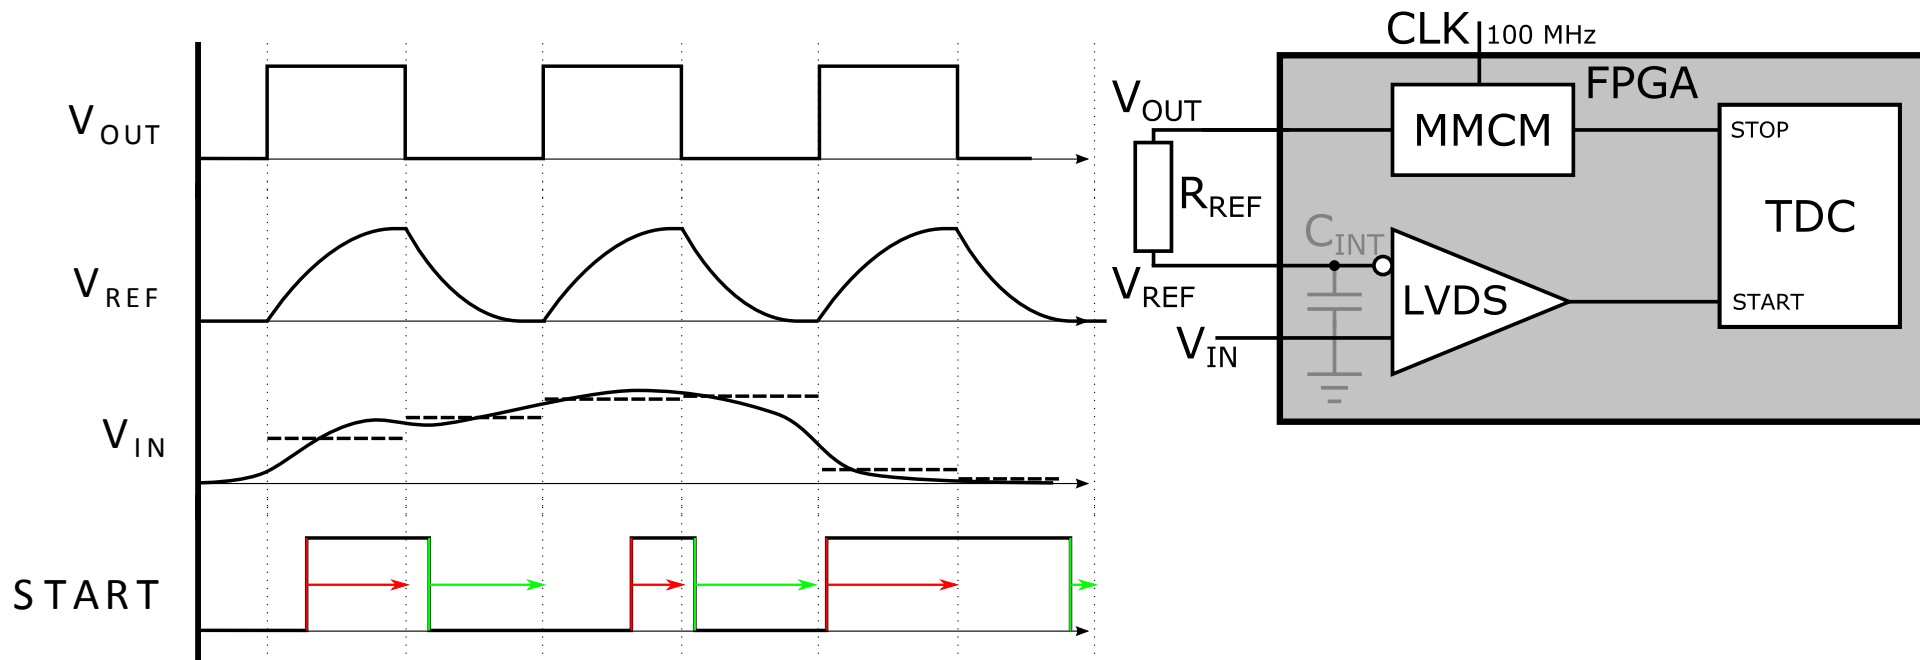 V OUT
V REF
V IN
START
CLK 100 MHz
FPGA
V OUT
MMCM
STOP
R REF
TDC
C INT
V REF
LVDS
START
V IN